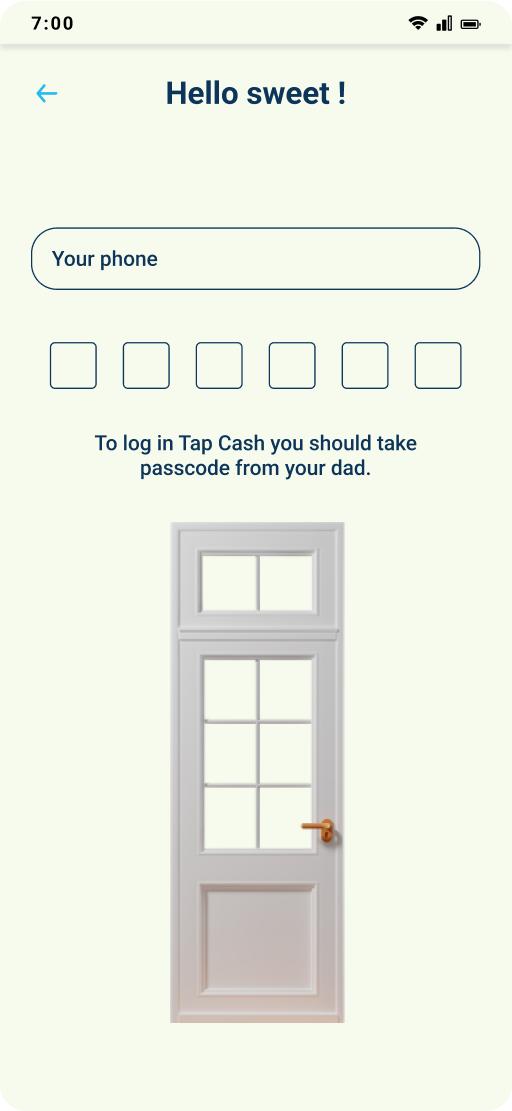 7:00
Hello sweet !
Your phone
To log in Tap Cash you should take
passcode from your dad.